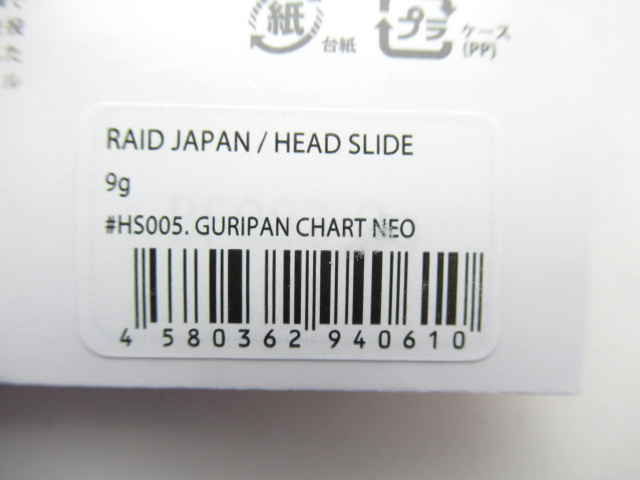 紙
台紙
プラ
ケース
(PP)
RAID JAPAN / HEAD SLIDE
9g
#HS005. GURIPAN CHART NEO
4 580362 940610